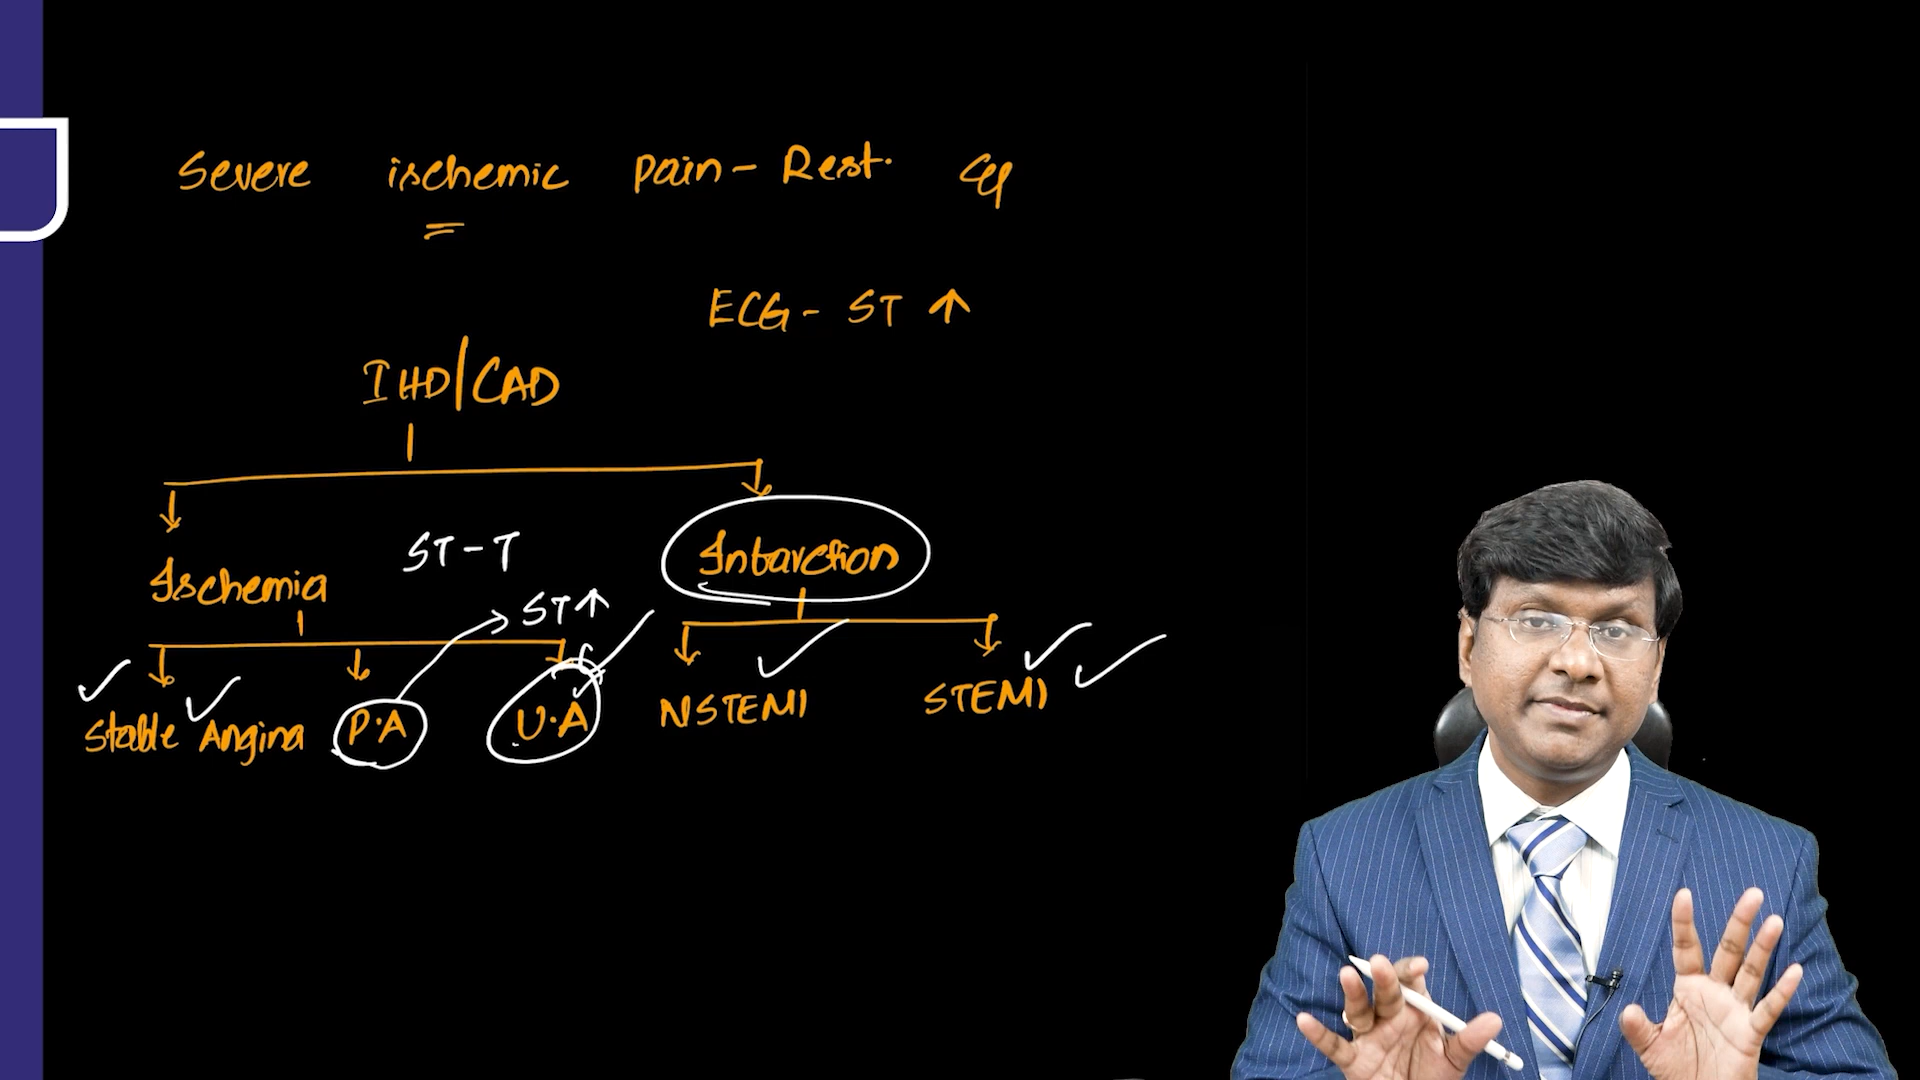 Severe ischemic pain - Rest.
ECG - ST ↑
IHD/CAD
ST - T
Infarction
Ischemia
ST ↑
Stable Angina P.A U.A NSTEMI STEMI